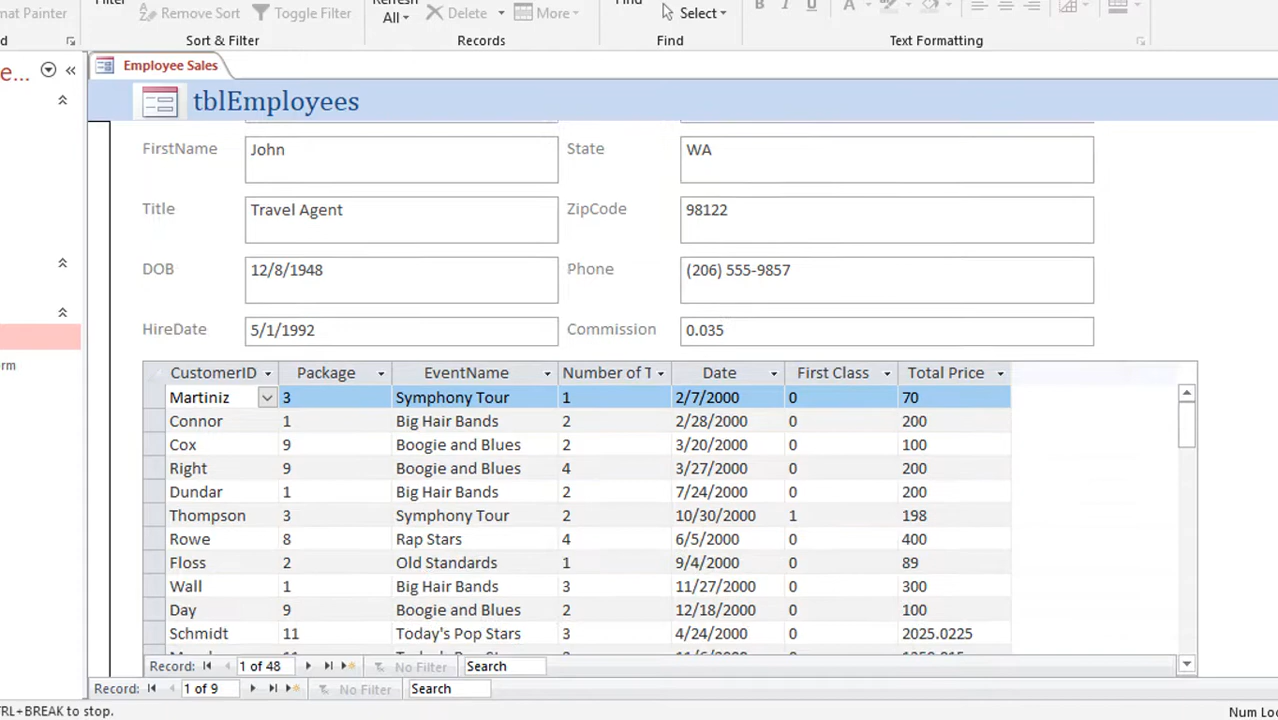 mat Painter
Remove Sort
Toggle Filter
Refresh
All
Delete
More
Find
Select
B I U
A
Sort & Filter
Records
Find
Text Formatting
e...
Employee Sales
tblEmployees
FirstName John State WA
Title Travel Agent ZipCode 98122
DOB 12/8/1948 Phone (206) 555-9857
HireDate 5/1/1992 Commission 0.035
rm
CustomerID Package EventName Number of T Date First Class Total Price
Martiniz 3 Symphony Tour 1 2/7/2000 0 70
Connor 1 Big Hair Bands 2 2/28/2000 0 200
Cox 9 Boogie and Blues 2 3/20/2000 0 100
Right 9 Boogie and Blues 4 3/27/2000 0 200
Dundar 1 Big Hair Bands 2 7/24/2000 0 200
Thompson 3 Symphony Tour 2 10/30/2000 1 198
Rowe 8 Rap Stars 4 6/5/2000 0 400
Floss 2 Old Standards 1 9/4/2000 0 89
Wall 1 Big Hair Bands 3 11/27/2000 0 300
Day 9 Boogie and Blues 2 12/18/2000 0 100
Schmidt 11 Today's Pop Stars 3 4/24/2000 0 2025.0225
Record: 1 of 48 No Filter Search
Record: 1 of 9 No Filter Search
TRL+BREAK to stop. Num Loc